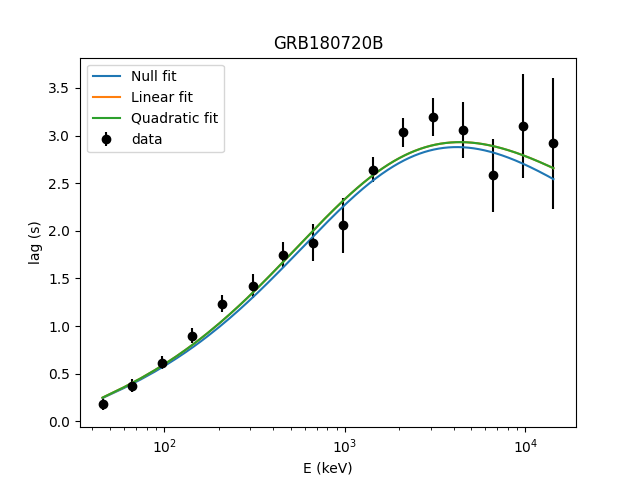 GRB180720B
Null fit
Linear fit
Quadratic fit
data
3.5
3.0
2.5
2.0
1.5
1.0
0.5
0.0
lag (s)
10²
10³
10⁴
E (keV)